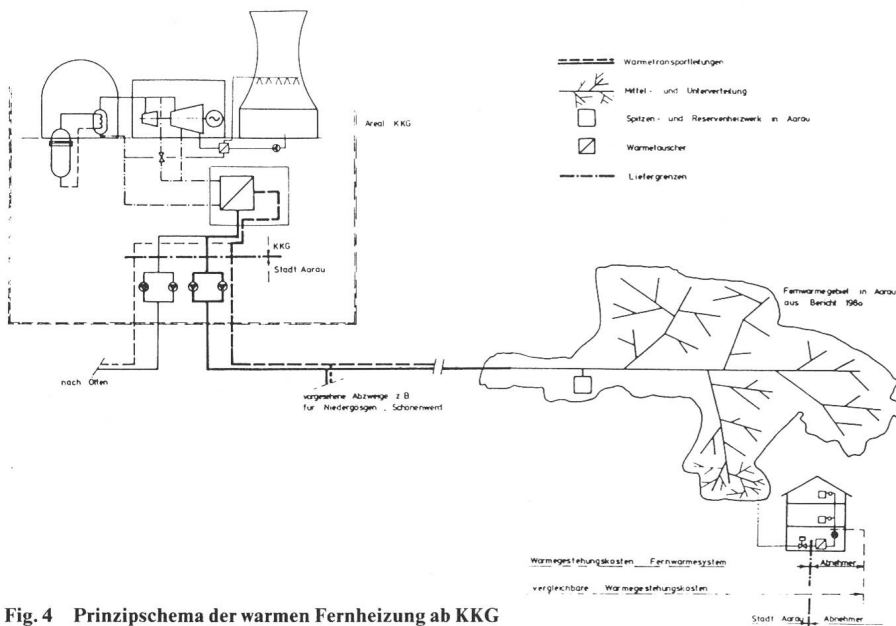 Wärmetransportleitungen
Mittel- und Unterverteilung
Spitzen- und Reservenheizwerk in Aarau
Wärmetauscher
Liefergrenzen
Areal KKG
KKG
Stadt Aarau
Fernwärmegebiet in Aarau
aus Bericht 1980
nach Olten
vorgesehene Abzweige z B
für Niedergösgen , Schönenwerd
Wärmegestehungskosten Fernwärmesystem
Abnehmer
vergleichbare Wärmegestehungskosten
Stadt Aarau Abnehmer
Fig. 4 Prinzipschema der warmen Fernheizung ab KKG